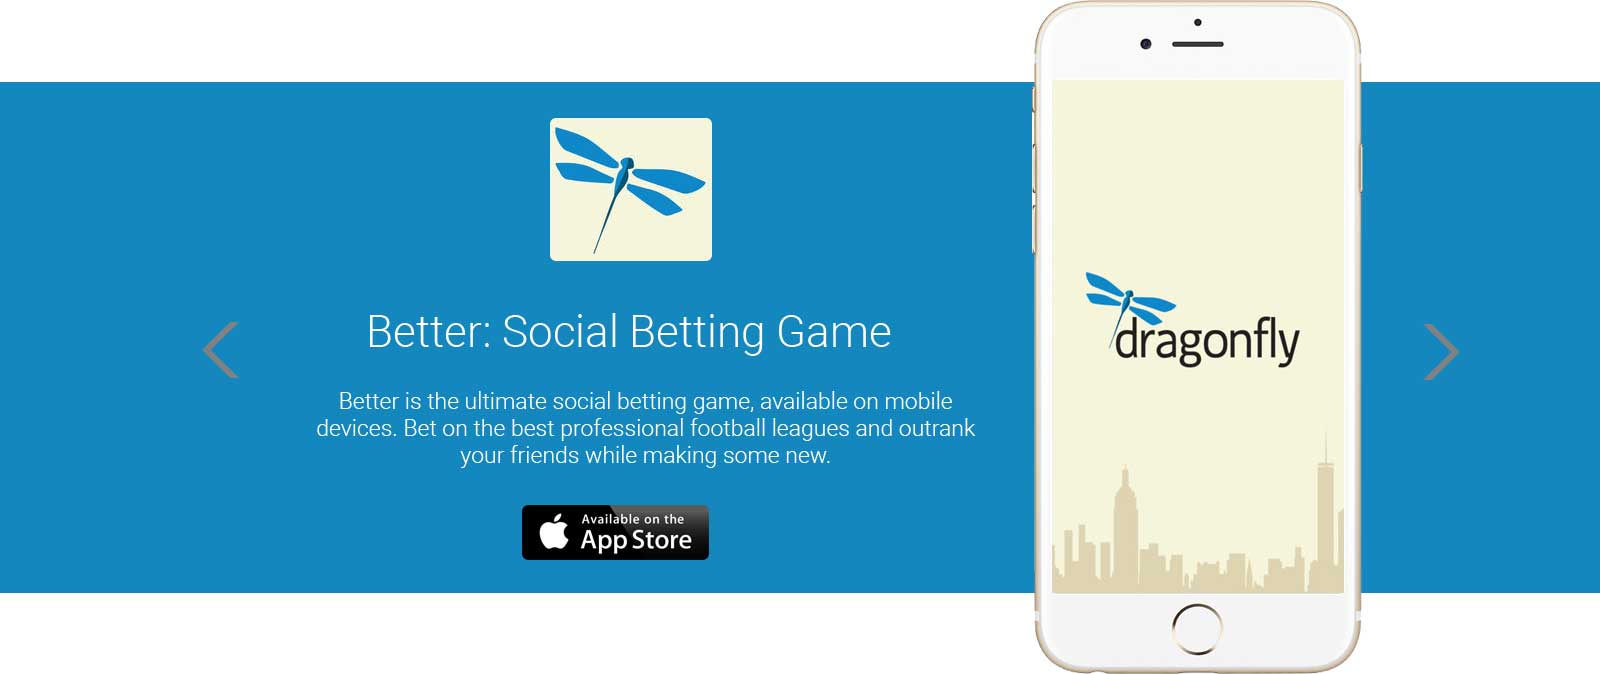 Better: Social Betting Game
Better is the ultimate social betting game, available on mobile
devices. Bet on the best professional football leagues and outrank
your friends while making some new.
Available on the
App Store
dragonfly